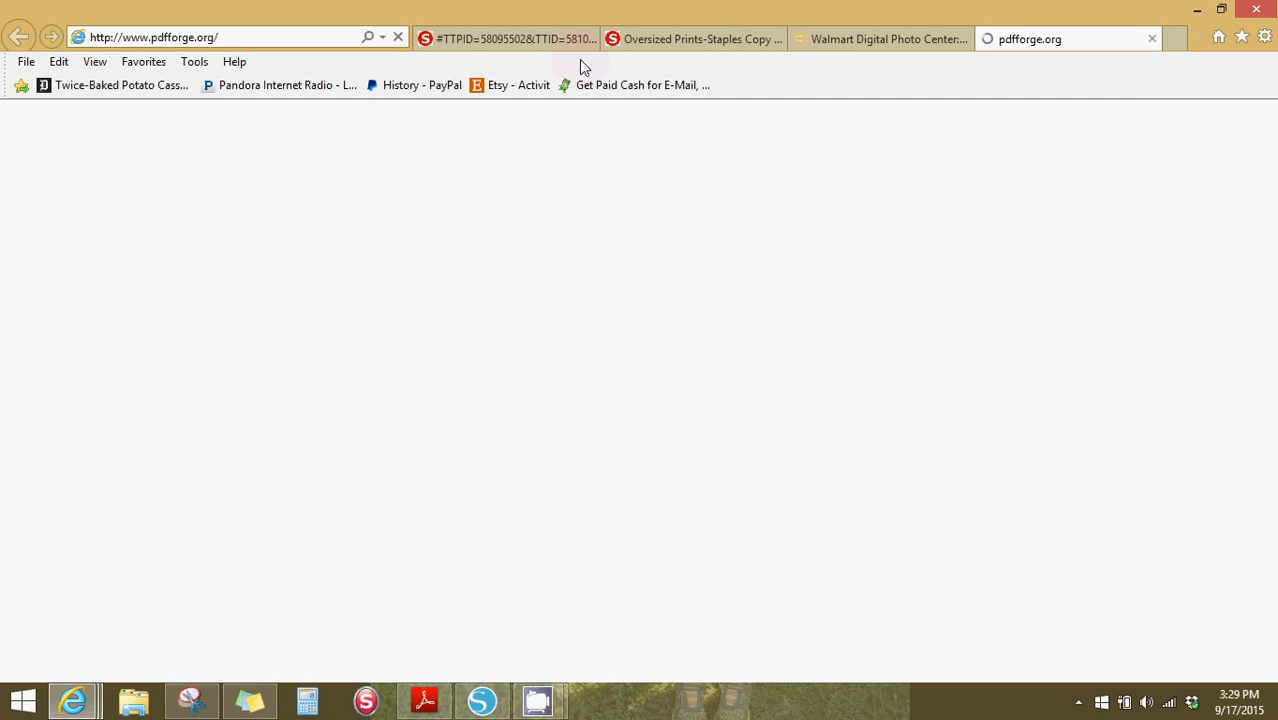 http://www.pdfforge.org/
#TTPID=58095502&TTID=5810...
Oversized Prints-Staples Copy ...
Walmart Digital Photo Center:...
pdfforge.org
File Edit View Favorites Tools Help
Twice-Baked Potato Cass...
Pandora Internet Radio - L...
History - PayPal
Etsy - Activit
Get Paid Cash for E-Mail, ...
3:29 PM
9/17/2015